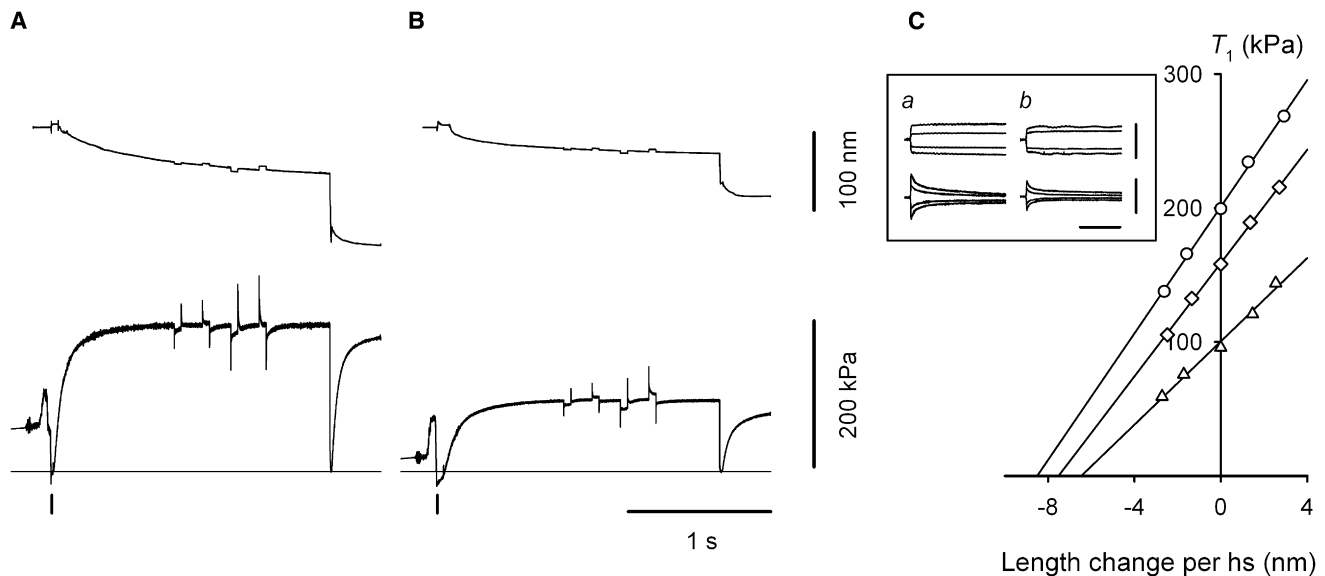 A
B
C
T1 (kPa)
300
a
b
200
100
100 nm
200 kPa
1 s
-8
-4
0
4
Length change per hs (nm)